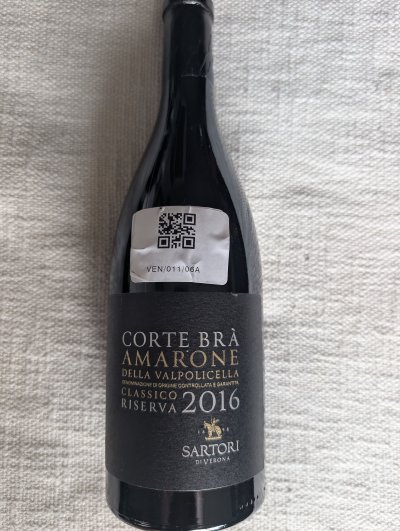 VEN/011/06A
CORTE BRÀ
AMARONE
DELLA VALPOLICELLA
DENOMINAZIONE DI ORIGINE CONTROLLATA E GARANTITA
CLASSICO
RISERVA 2016
SARTORI
DI VERONA